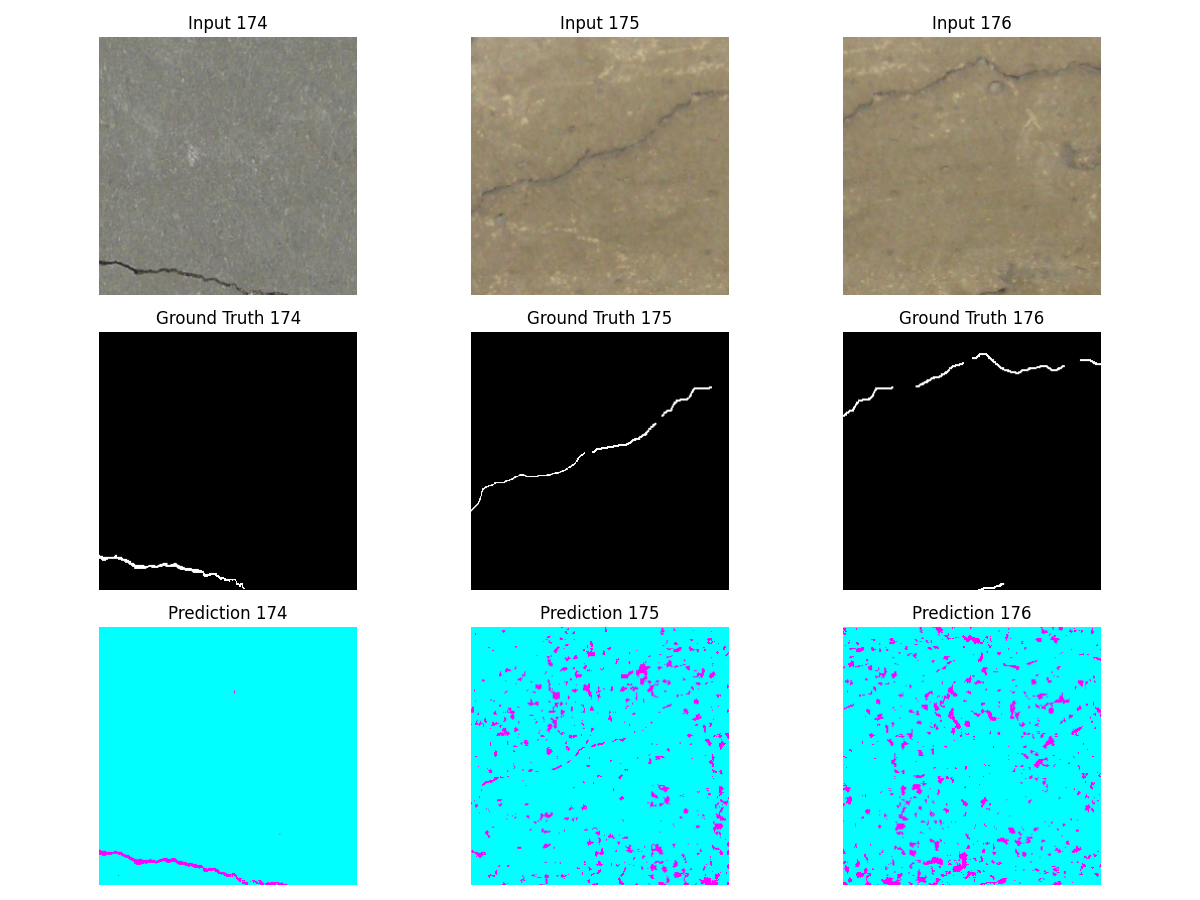 Input 174
Input 175
Input 176
Ground Truth 174
Ground Truth 175
Ground Truth 176
Prediction 174
Prediction 175
Prediction 176